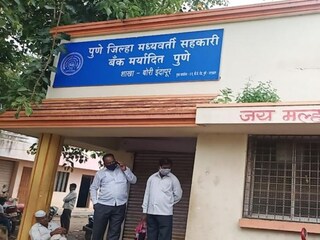 पुणे जिल्हा मध्यवर्ती सहकारी
बँक मर्यादित पुणे
शाखा - बोरी इंदापूर
जय मल्हा